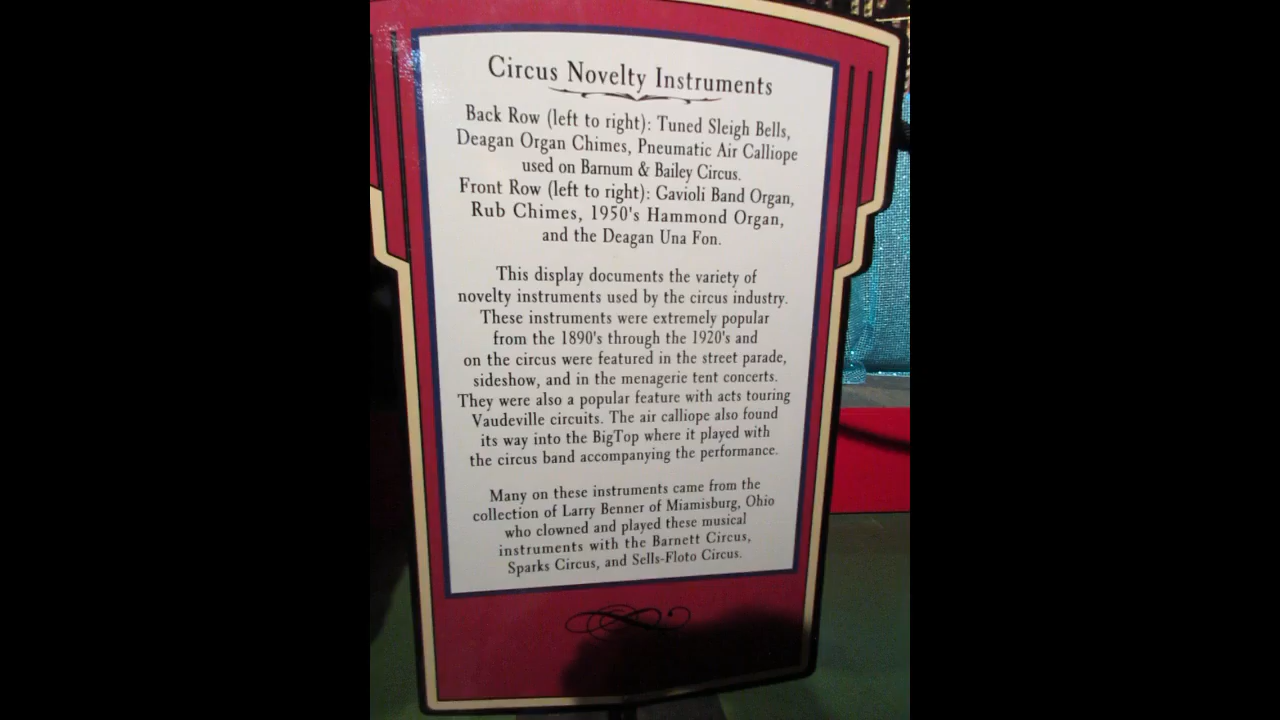 Circus Novelty Instruments
Back Row (left to right): Tuned Sleigh Bells,
Deagan Organ Chimes, Pneumatic Air Calliope
used on Barnum & Bailey Circus.
Front Row (left to right): Gavioli Band Organ,
Rub Chimes, 1950's Hammond Organ,
and the Deagan Una Fon.
This display documents the variety of
novelty instruments used by the circus industry.
These instruments were extremely popular
from the 1890's through the 1920's and
on the circus were featured in the street parade,
sideshow, and in the menagerie tent concerts.
They were also a popular feature with acts touring
Vaudeville circuits. The air calliope also found
its way into the BigTop where it played with
the circus band accompanying the performance.
Many on these instruments came from the
collection of Larry Benner of Miamisburg, Ohio
who clowned and played these musical
instruments with the Barnett Circus,
Sparks Circus, and Sells-Floto Circus.